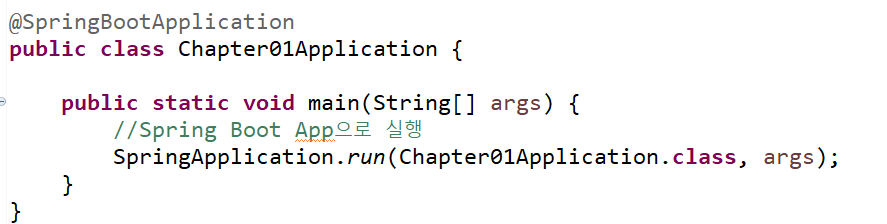 @SpringBootApplication
public class Chapter01Application {
public static void main(String[] args) {
//Spring Boot App으로 실행
SpringApplication.run(Chapter01Application.class, args);
}
}